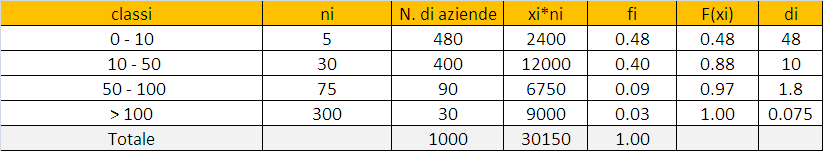 classi ni N. di aziende xi*ni fi F(xi) di
0 - 10 5 480 2400 0.48 0.48 48
10 - 50 30 400 12000 0.40 0.88 10
50 - 100 75 90 6750 0.09 0.97 1.8
> 100 300 30 9000 0.03 1.00 0.075
Totale 1000 30150 1.00